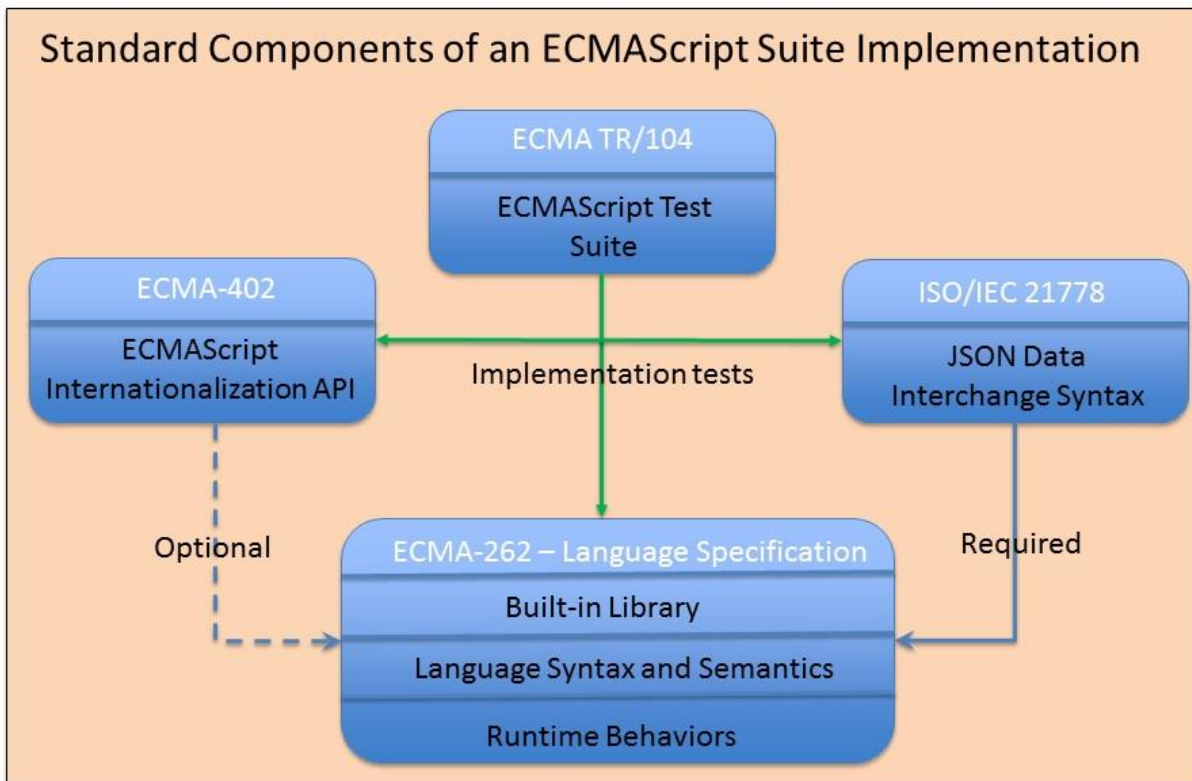 Standard Components of an ECMAScript Suite Implementation
ECMA TR/104
ECMAScript Test
Suite
ECMA-402
ECMAScript
Internationalization API
ISO/IEC 21778
JSON Data
Interchange Syntax
Implementation tests
Optional
Required
ECMA-262 – Language Specification
Built-in Library
Language Syntax and Semantics
Runtime Behaviors